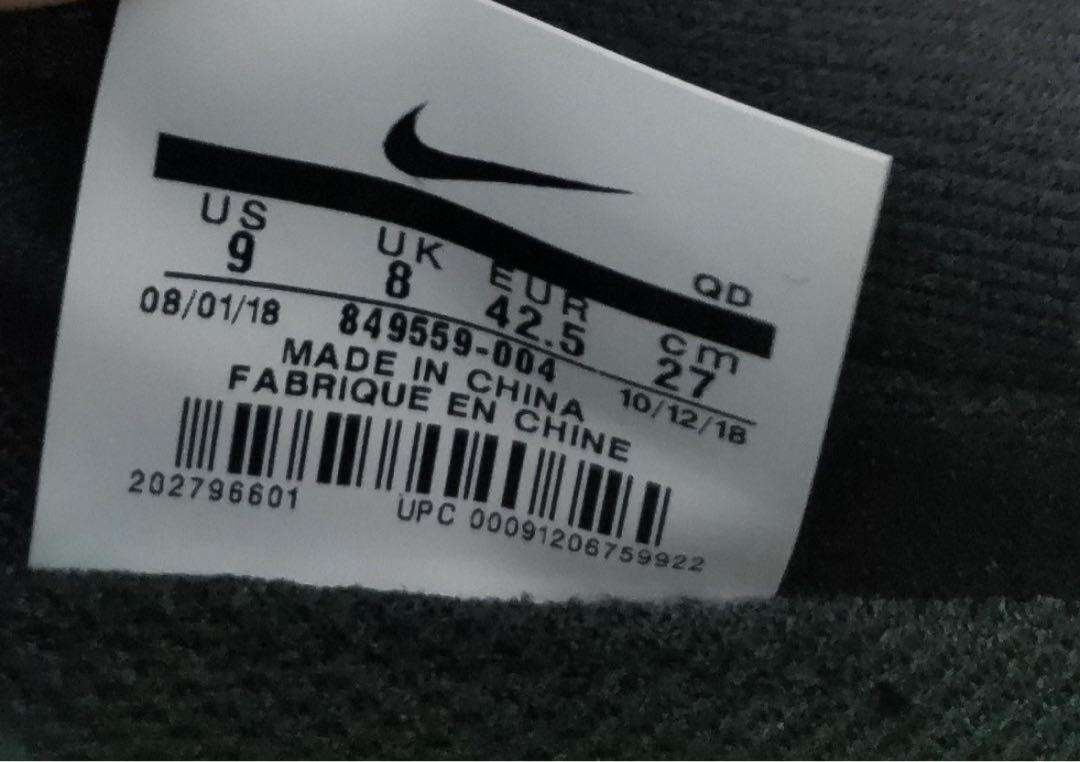 US UK EUR cm QD
9 8 42.5 27
08/01/18 849559-004 10/12/18
MADE IN CHINA
FABRIQUE EN CHINE
202796601 UPC 00091206759922